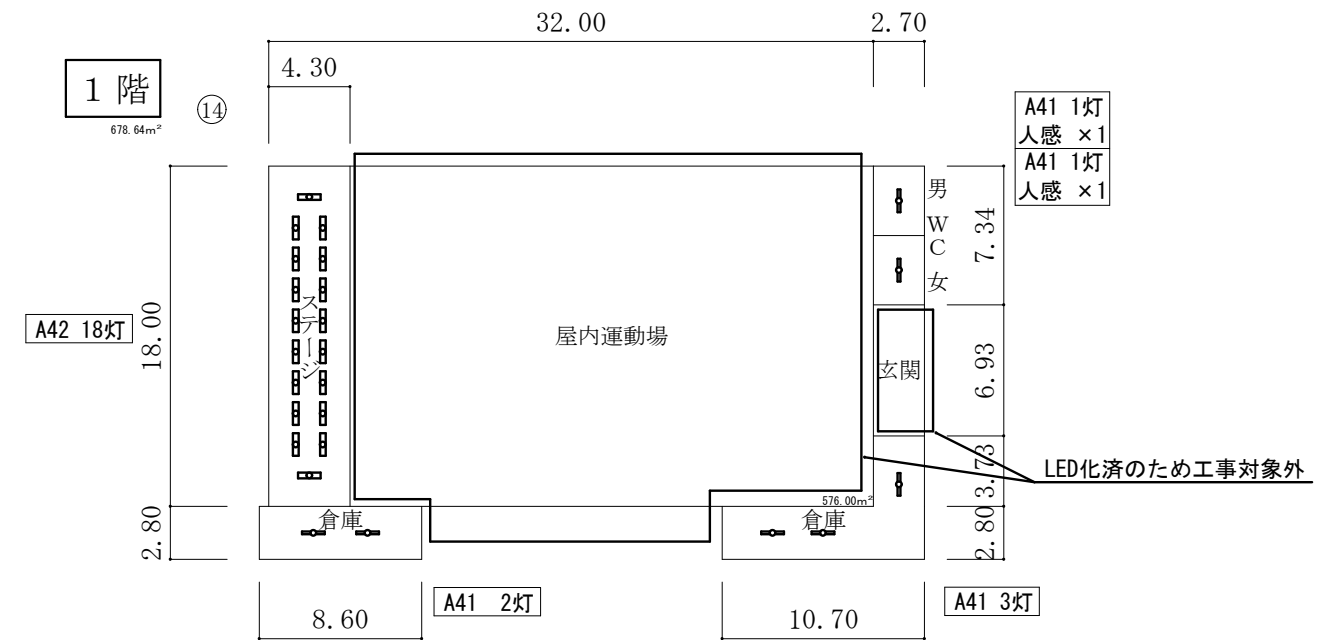 32.00
2.70
4.30
1 階
678.64m²
⑭
A41 1灯
人感 ×1
A41 1灯
人感 ×1
男
WC
女
7.34
A42 18灯
18.00
ステージ
屋内運動場
玄関
6.93
LED化済のため工事対象外
3.73
576.00m²
倉庫
倉庫
2.80
2.80
A41 2灯
A41 3灯
8.60
10.70